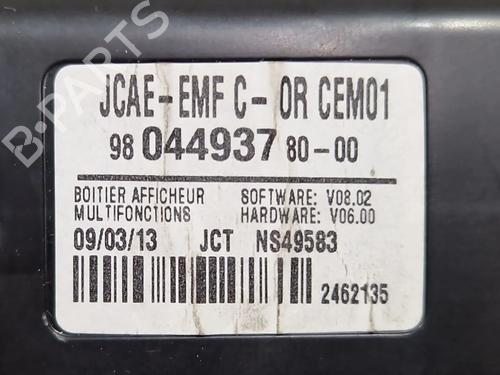 JCAE-EMF C-OR CEM01
98 044937 80-00
BOITIER AFFICHEUR SOFTWARE: V08.02
MULTIFONCTIONS HARDWARE: V06.00
09/03/13 JCT NS49583
2462135
B-PARTS